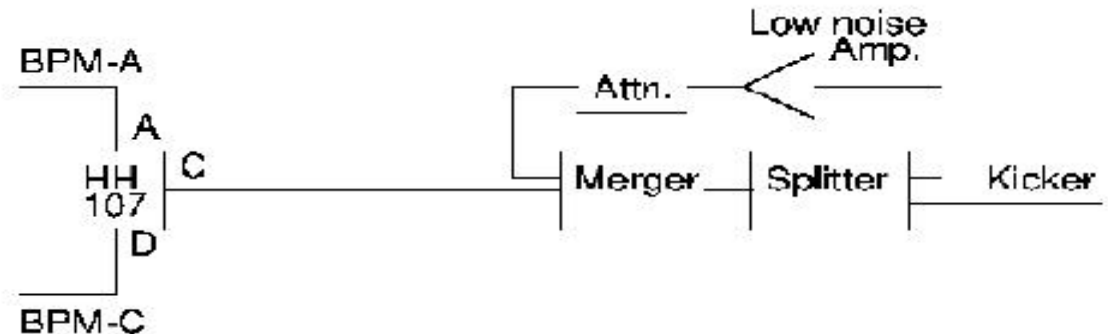 Low noise
Amp.
BPM-A
Attn.
A
C
HH
107
Merger
Splitter
Kicker
D
BPM-C